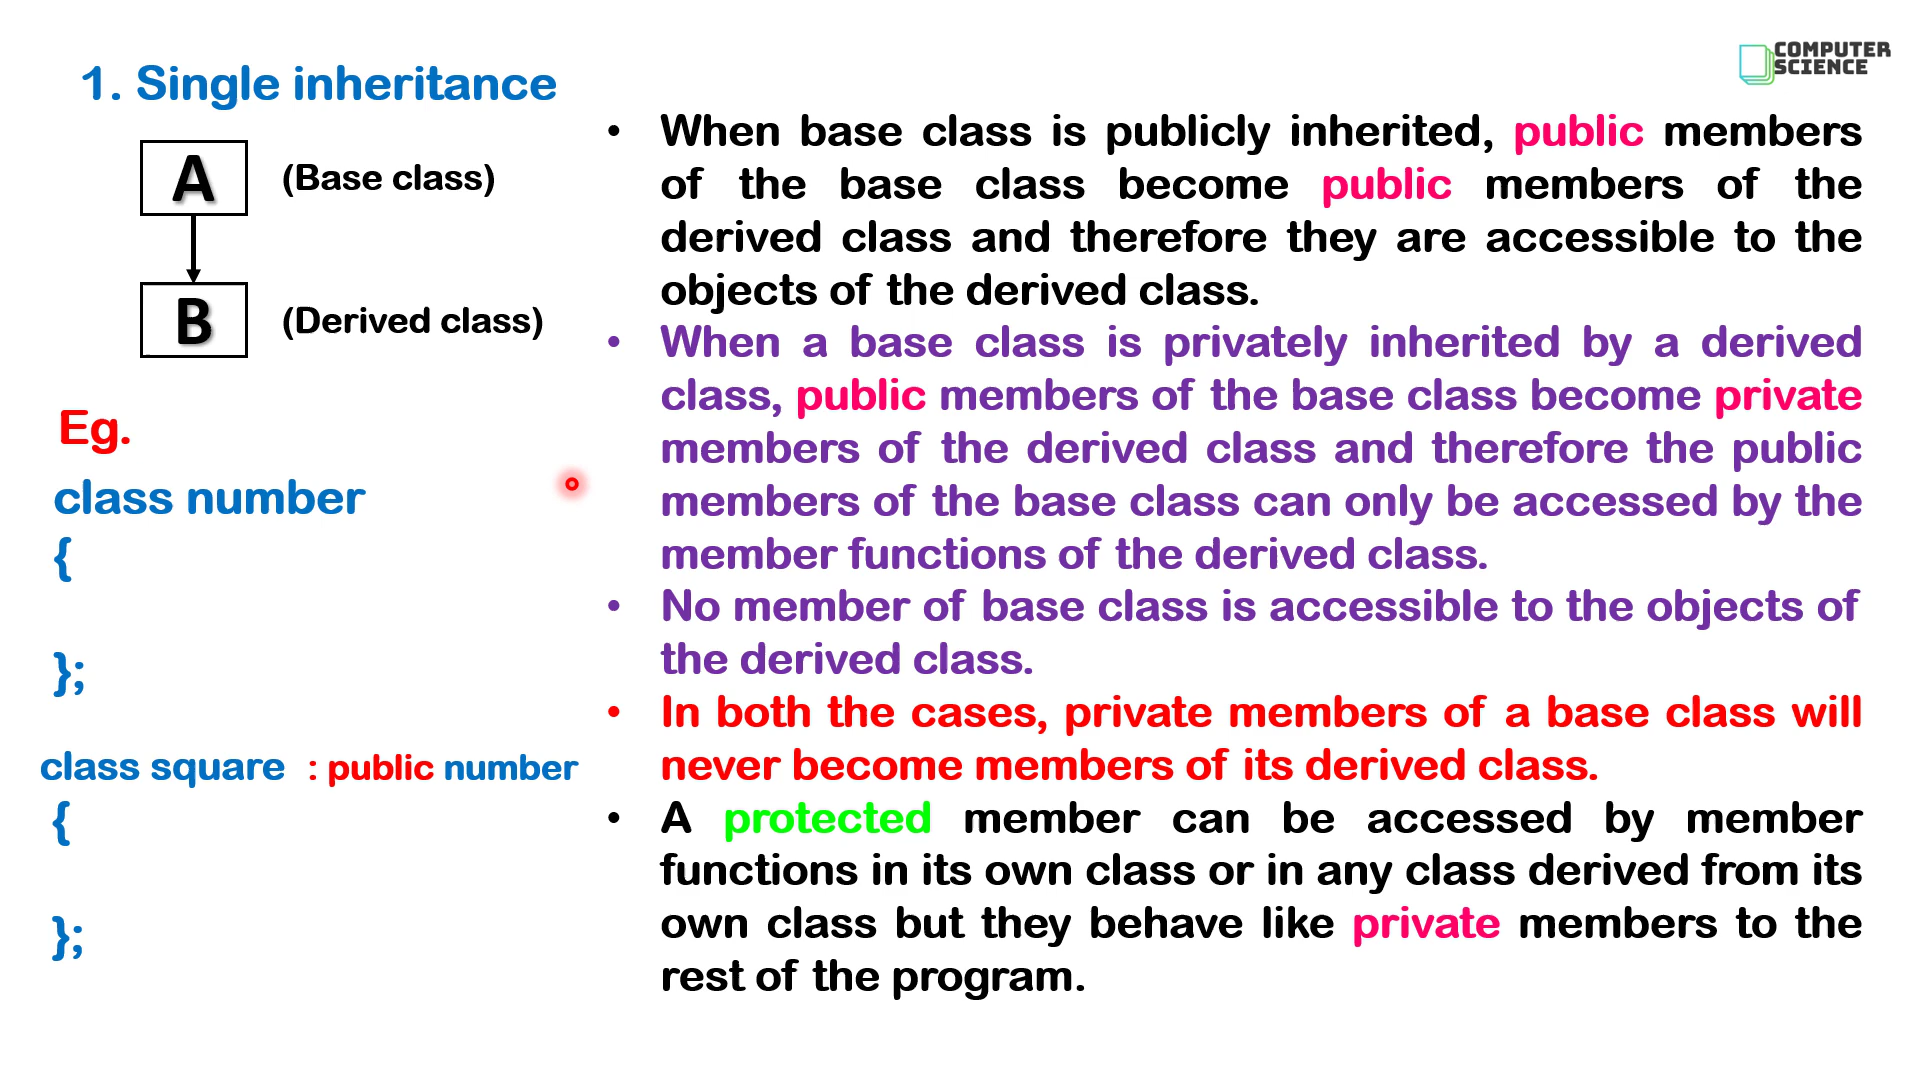 COMPUTER
SCIENCE
1. Single inheritance
A (Base class)
B (Derived class)
Eg.
class number
{
};
class square : public number
{
};
• When base class is publicly inherited, public members
of the base class become public members of the
derived class and therefore they are accessible to the
objects of the derived class.
• When a base class is privately inherited by a derived
class, public members of the base class become private
members of the derived class and therefore the public
members of the base class can only be accessed by the
member functions of the derived class.
• No member of base class is accessible to the objects of
the derived class.
• In both the cases, private members of a base class will
never become members of its derived class.
• A protected member can be accessed by member
functions in its own class or in any class derived from its
own class but they behave like private members to the
rest of the program.